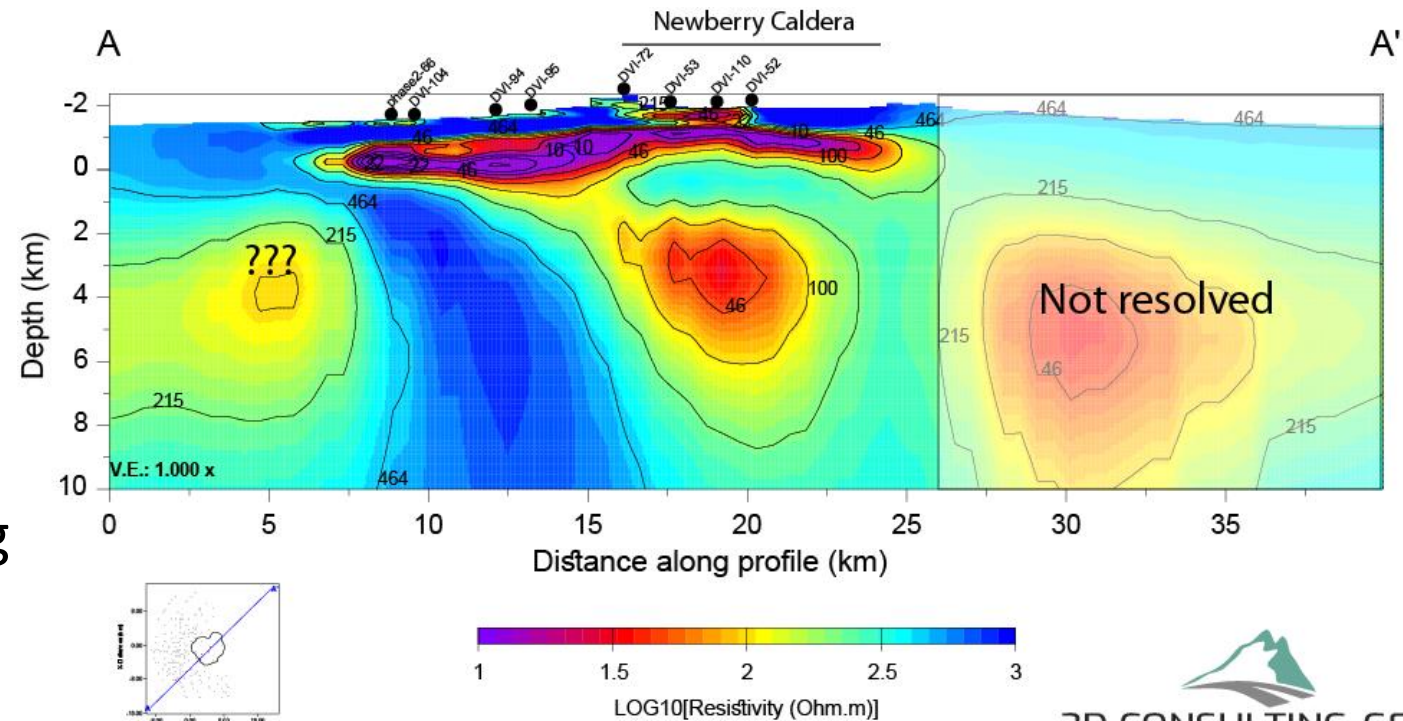 Newberry Caldera
A
A'
phase2-66
DVI-104
DVI-94
DVI-95
DVI-72
DVI-53
DVI-110
DVI-52
-2
0
2
4
6
8
10
Depth (km)
464
46
464
215
46
10
46
464
464
464
22
22
46
10
10
46
100
464
215
215
???
100
46
Not resolved
215
46
215
215
464
V.E.: 1.000 x
0
5
10
15
20
25
30
35
Distance along profile (km)
g
1
1.5
2
2.5
3
LOG10[Resistivity (Ohm.m)]